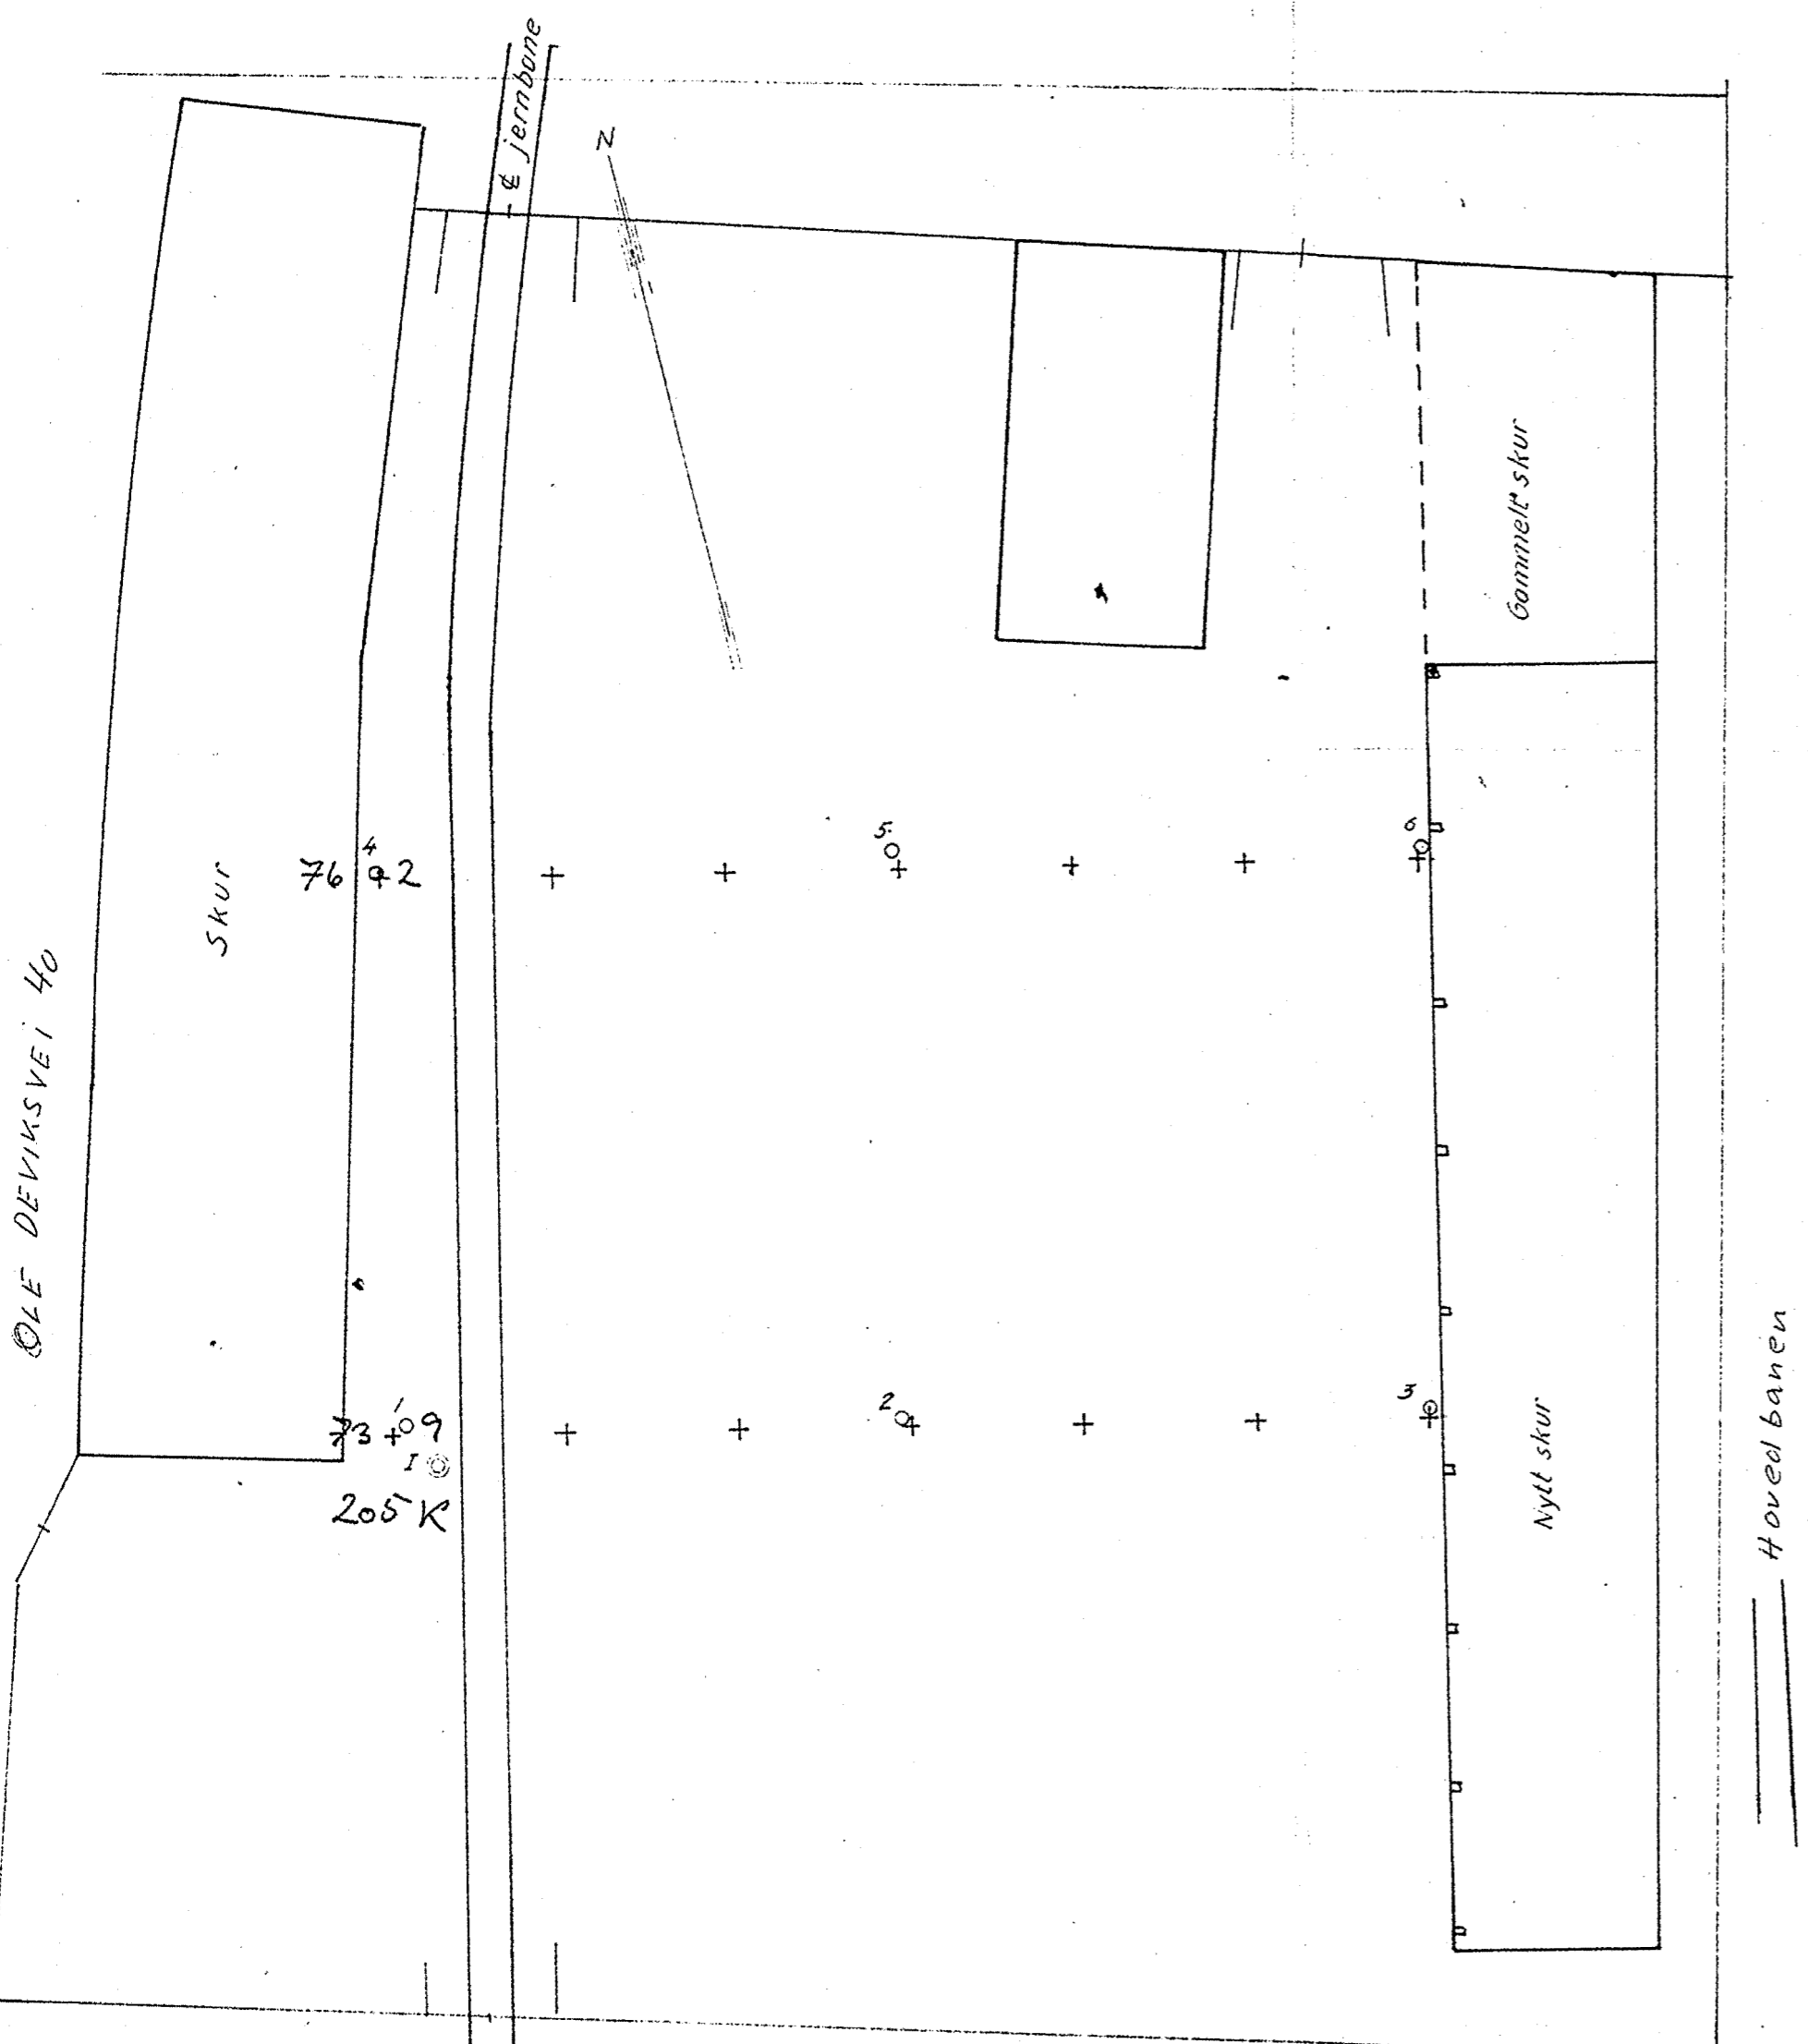 ℄ jernbane
N
Gammelt skur
Skur
4
76 2
5
6
OLE DEVIKSVEI 40
1
73 9
I
205 K
2
3
Nytt skur
Hovedbanen